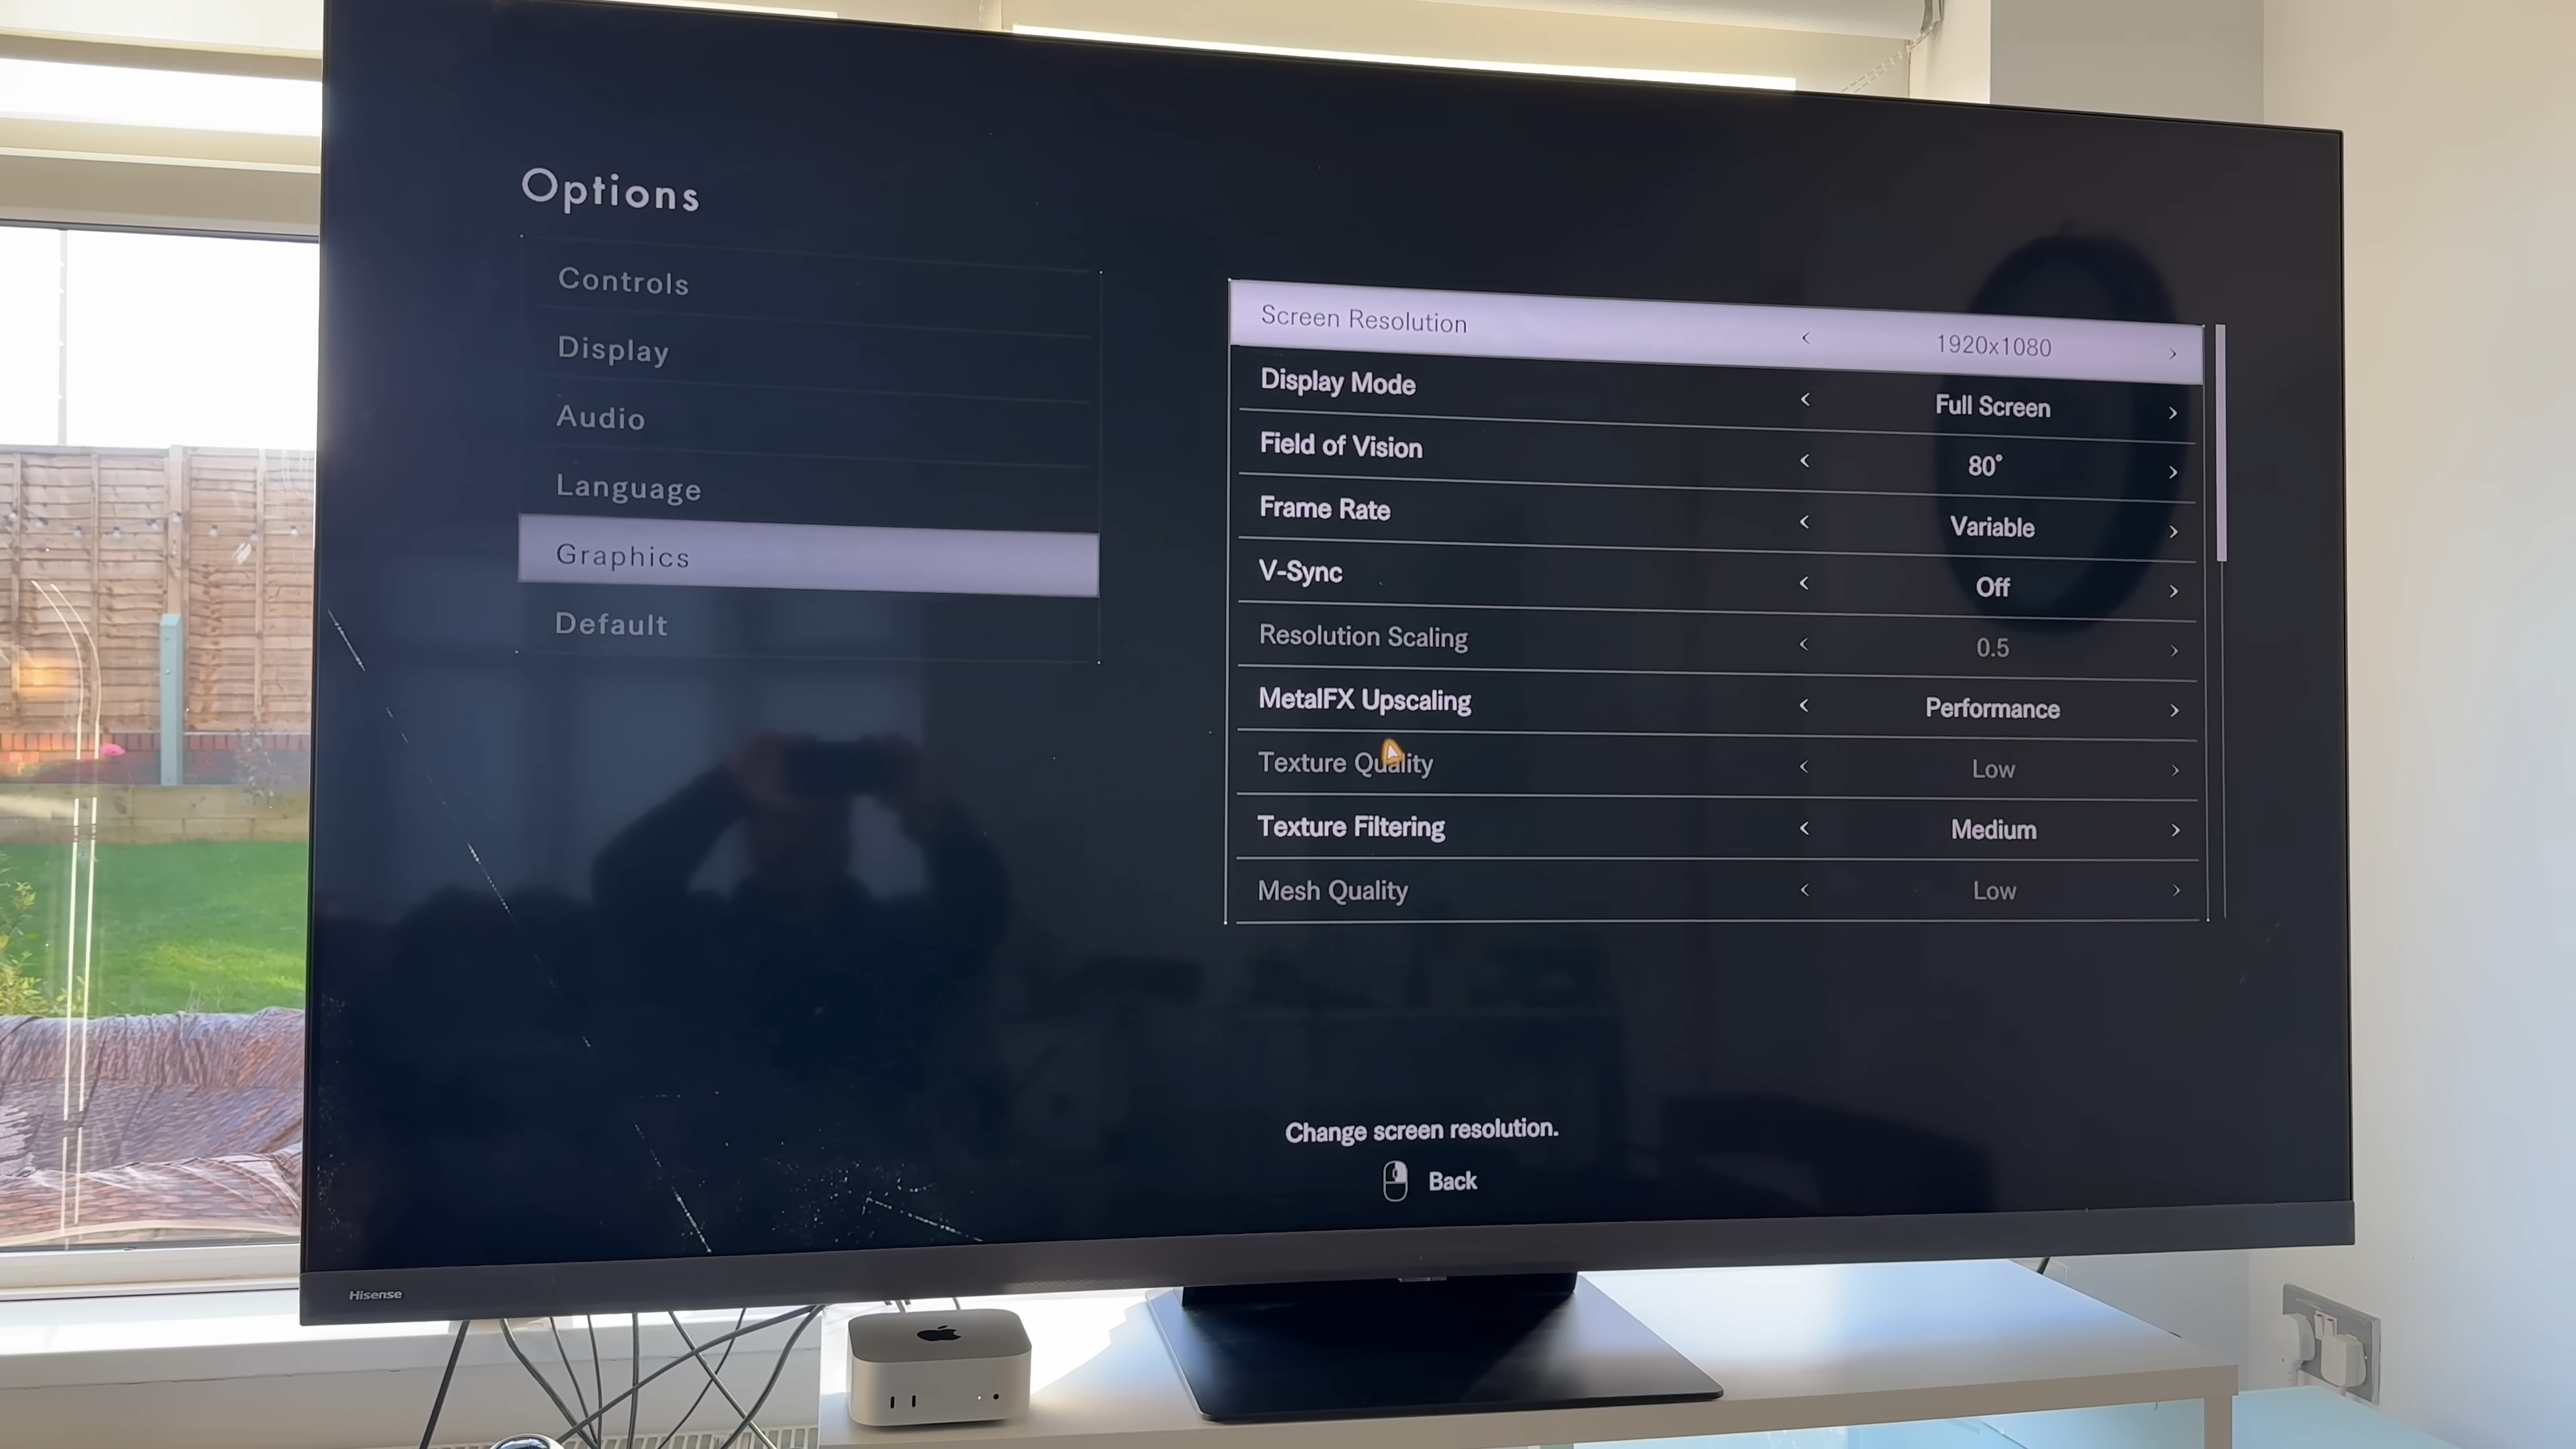 Options
Controls
Display
Audio
Language
Graphics
Default
Screen Resolution < 1920x1080 >
Display Mode < Full Screen >
Field of Vision < 80° >
Frame Rate < Variable >
V-Sync < Off >
Resolution Scaling < 0.5 >
MetalFX Upscaling < Performance >
Texture Quality < Low >
Texture Filtering < Medium >
Mesh Quality < Low >
Change screen resolution.
Back
Hisense